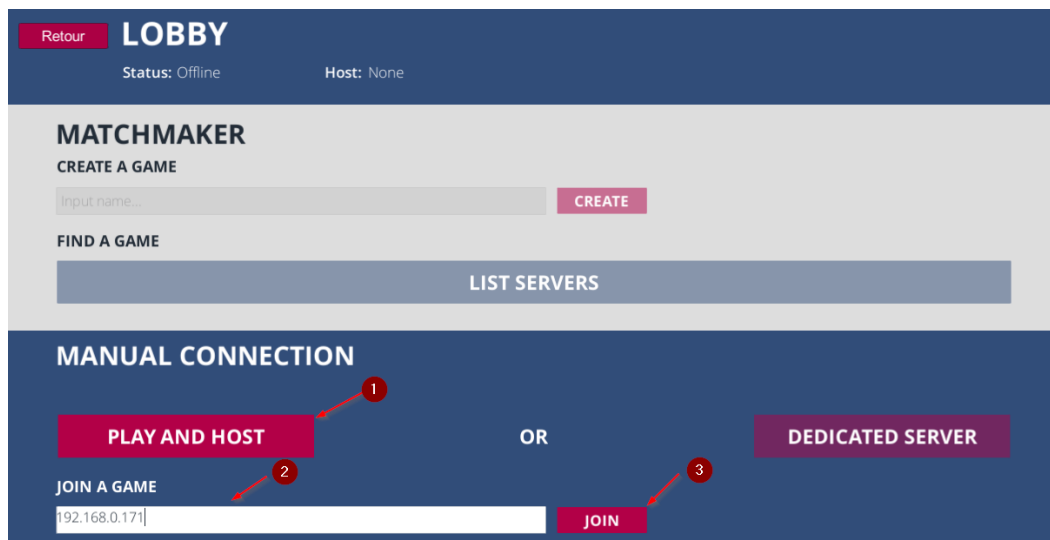 Retour
LOBBY
Status: Offline Host: None
MATCHMAKER
CREATE A GAME
Input name... CREATE
FIND A GAME
LIST SERVERS
MANUAL CONNECTION
1
PLAY AND HOST OR DEDICATED SERVER
2
3
JOIN A GAME
192.168.0.171 JOIN